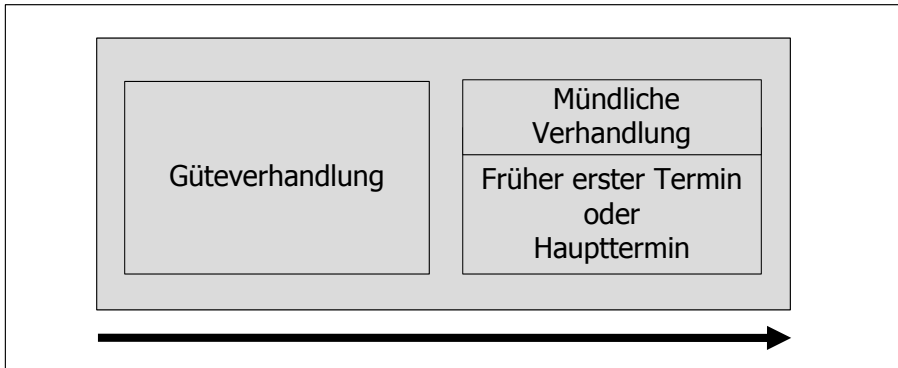 Güteverhandlung
Mündliche
Verhandlung
Früher erster Termin
oder
Haupttermin